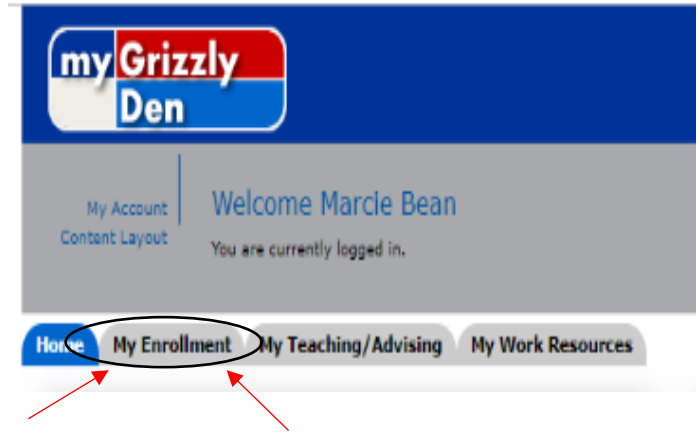 my Grizzly
Den
My Account
Content Layout
Welcome Marcie Bean
You are currently logged in.
Home My Enrollment My Teaching/Advising My Work Resources